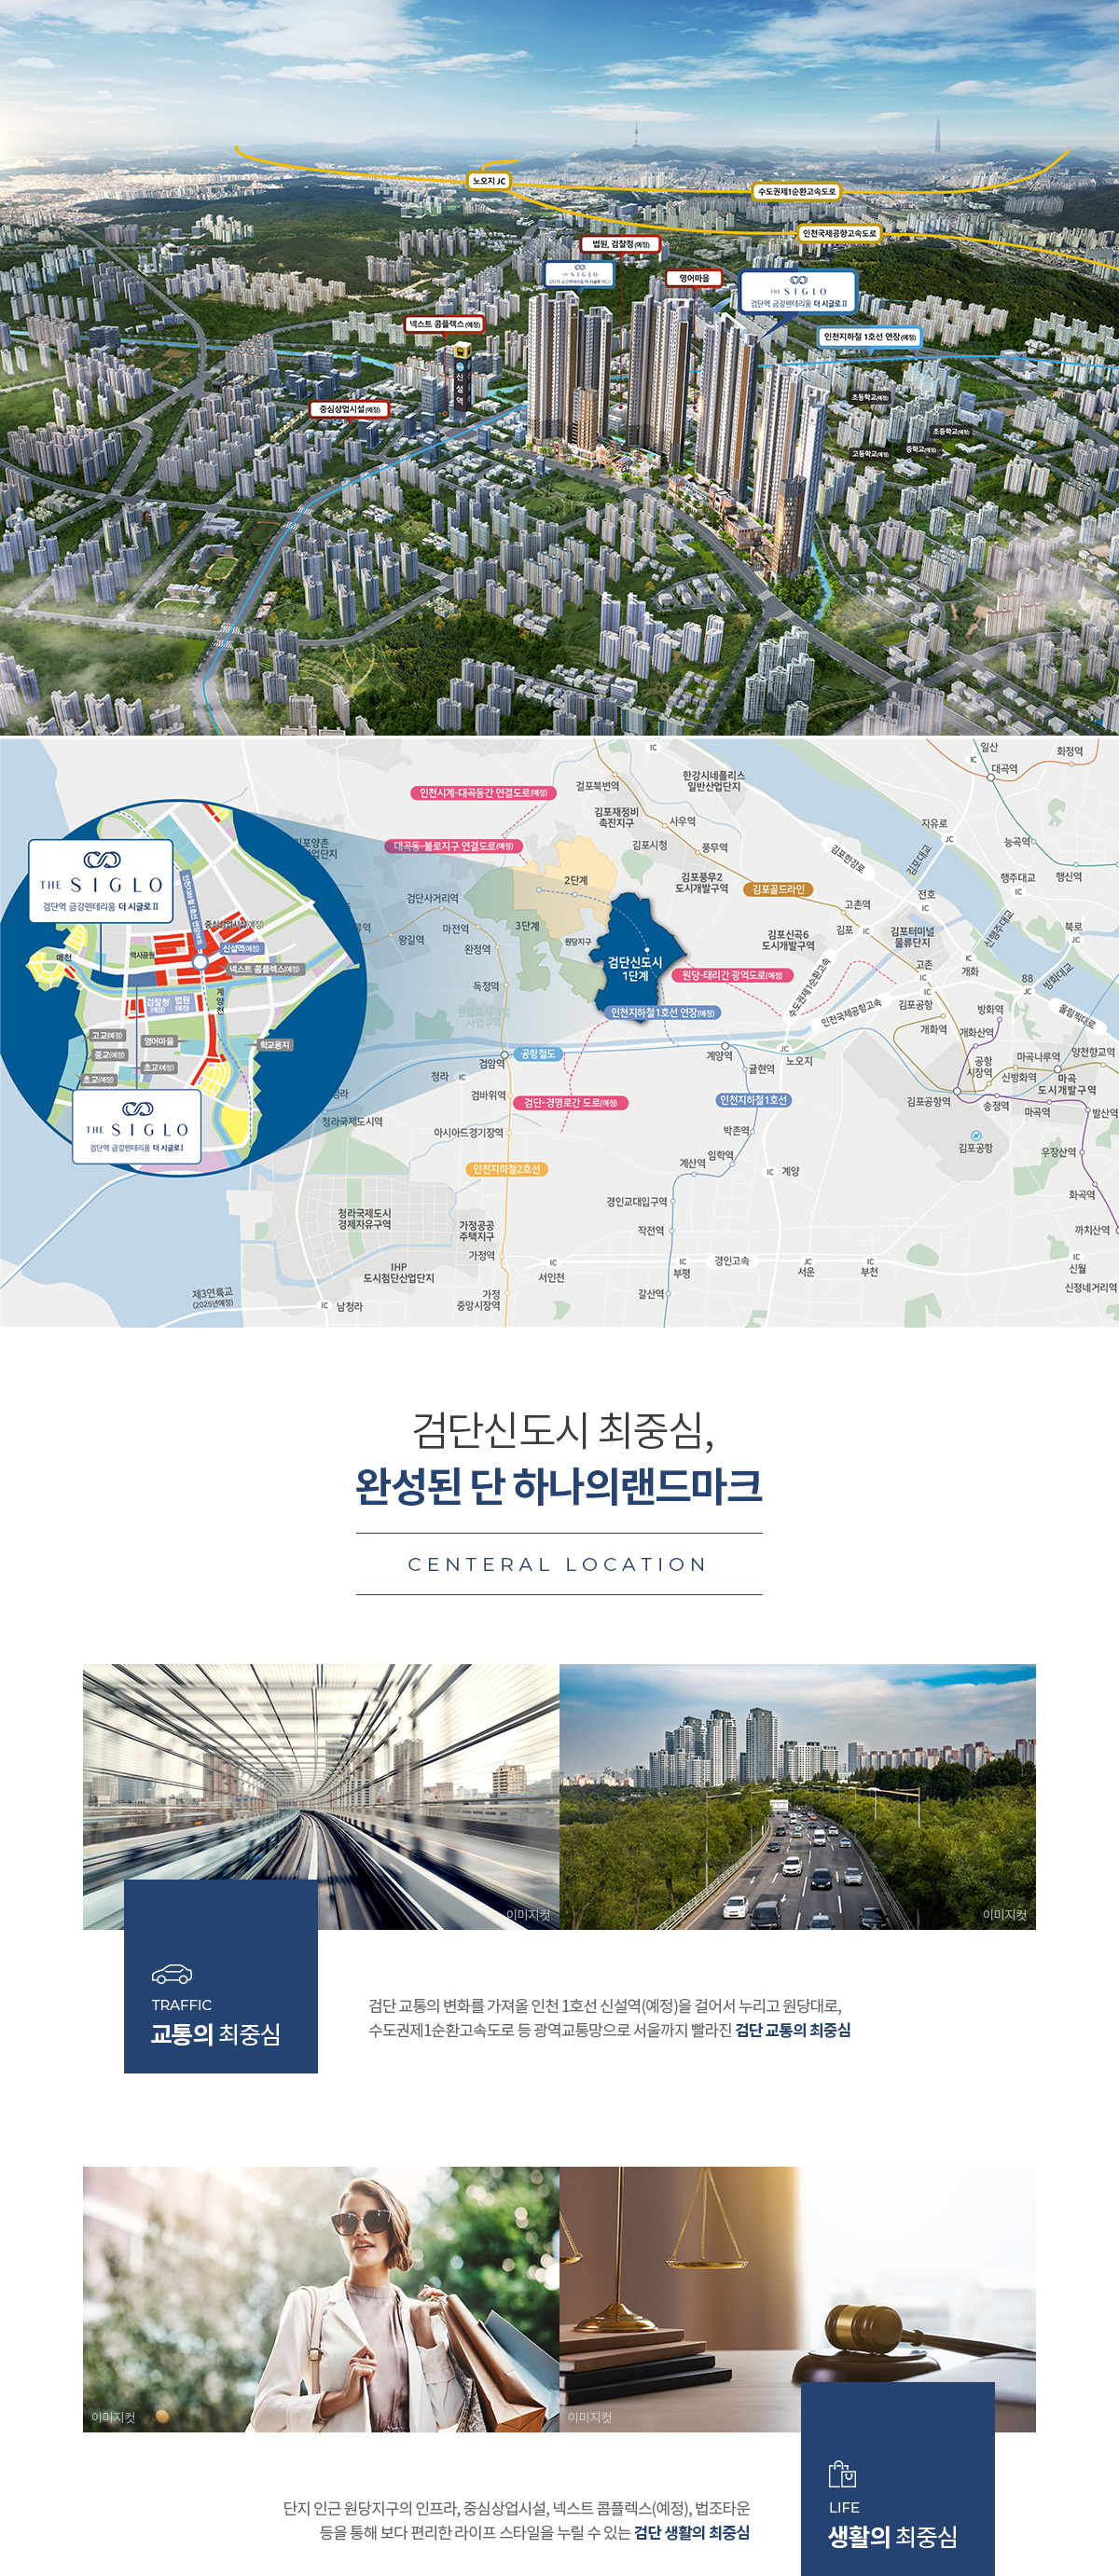 노오지 JC
수도권제1순환고속도로
인천국제공항고속도로
법원, 검찰청(예정)
THE SIGLO
영어마을
THE SIGLO
검단역 금강펜테리움 더 시글로 II
넥스트 콤플렉스(예정)
인천지하철 1호선 연장(예정)
신설역
중심상업시설(예정)
초등학교(예정)
초등학교(예정)
고등학교(예정)
중학교(예정)
IC
일산
화정역
IC
대곡역
한강시네폴리스
일반산업단지
걸포북변역
인천시계-대곡동간 연결도로(예정)
김포재정비
촉진지구
사우역
지유로
JC
능곡역
대곡동-불로지구 연결도로(예정)
김포시청
풍무역
김포한강로
김포대교
행주대교
IC
행신역
2단계
김포풍무2
도시개발구역
김포골드라인
전호
IC
THE SIGLO
검단역 금강펜테리움 더 시글로 II
검단사거리역
고촌역
3단계
마전역
왕길역
완정역
원당지구
김포신곡6
도시개발구역
김포
IC
김포터미널
물류단지
신행주대교
북로
JC
중심상업시설(예정)
신설역(예정)
역사공원
넥스트 콤플렉스(예정)
검단신도시
1단계
원당-태리간 광역도로(예정)
고촌
IC
IC
개화
88
JC
방화대교
수도권제1순환고속
독정역
계양천
검찰청
(예정)
법원
(예정)
인천지하철1호선 연장(예정)
인천국제공항고속
IC
김포공항
방화역
올림픽대로
개화역
개화산역
고교(예정)
영어마을
학교용지
중교(예정)
초교(예정)
초교(예정)
검암역
공항철도
계양역
JC
노오지
공항
시장역
마곡나루역
양천향교역
청라
IC
귤현역
신방화역
마곡
도시개발구역
검바위역
검단-경명로간 도로(예정)
인천지하철1호선
김포공항역
송정역
마곡역
발산역
THE SIGLO
검단역 금강펜테리움 더 시글로 I
청라국제도시역
아시아드경기장역
박촌역
김포공항
우장산역
인천지하철2호선
계산역
임학역
IC
계양
화곡역
경인교대입구역
청라국제도시
경제자유구역
가정공공
주택지구
작전역
까치산역
가정역
IC
서인천
IC
부평
경인고속
JC
서운
IC
부천
IC
신월
IHP
도시첨단산업단지
신정네거리역
제3연륙교
(2025년예정)
IC
남청라
가정
중앙시장역
갈산역
검단신도시 최중심,
완성된 단 하나의랜드마크
CENTERAL LOCATION
이미지컷
이미지컷
TRAFFIC
교통의 최중심
검단 교통의 변화를 가져올 인천 1호선 신설역(예정)을 걸어서 누리고 원당대로,
수도권제1순환고속도로 등 광역교통망으로 서울까지 빨라진 검단 교통의 최중심
이미지컷
이미지컷
LIFE
생활의 최중심
단지 인근 원당지구의 인프라, 중심상업시설, 넥스트 콤플렉스(예정), 법조타운
등을 통해 보다 편리한 라이프 스타일을 누릴 수 있는 검단 생활의 최중심